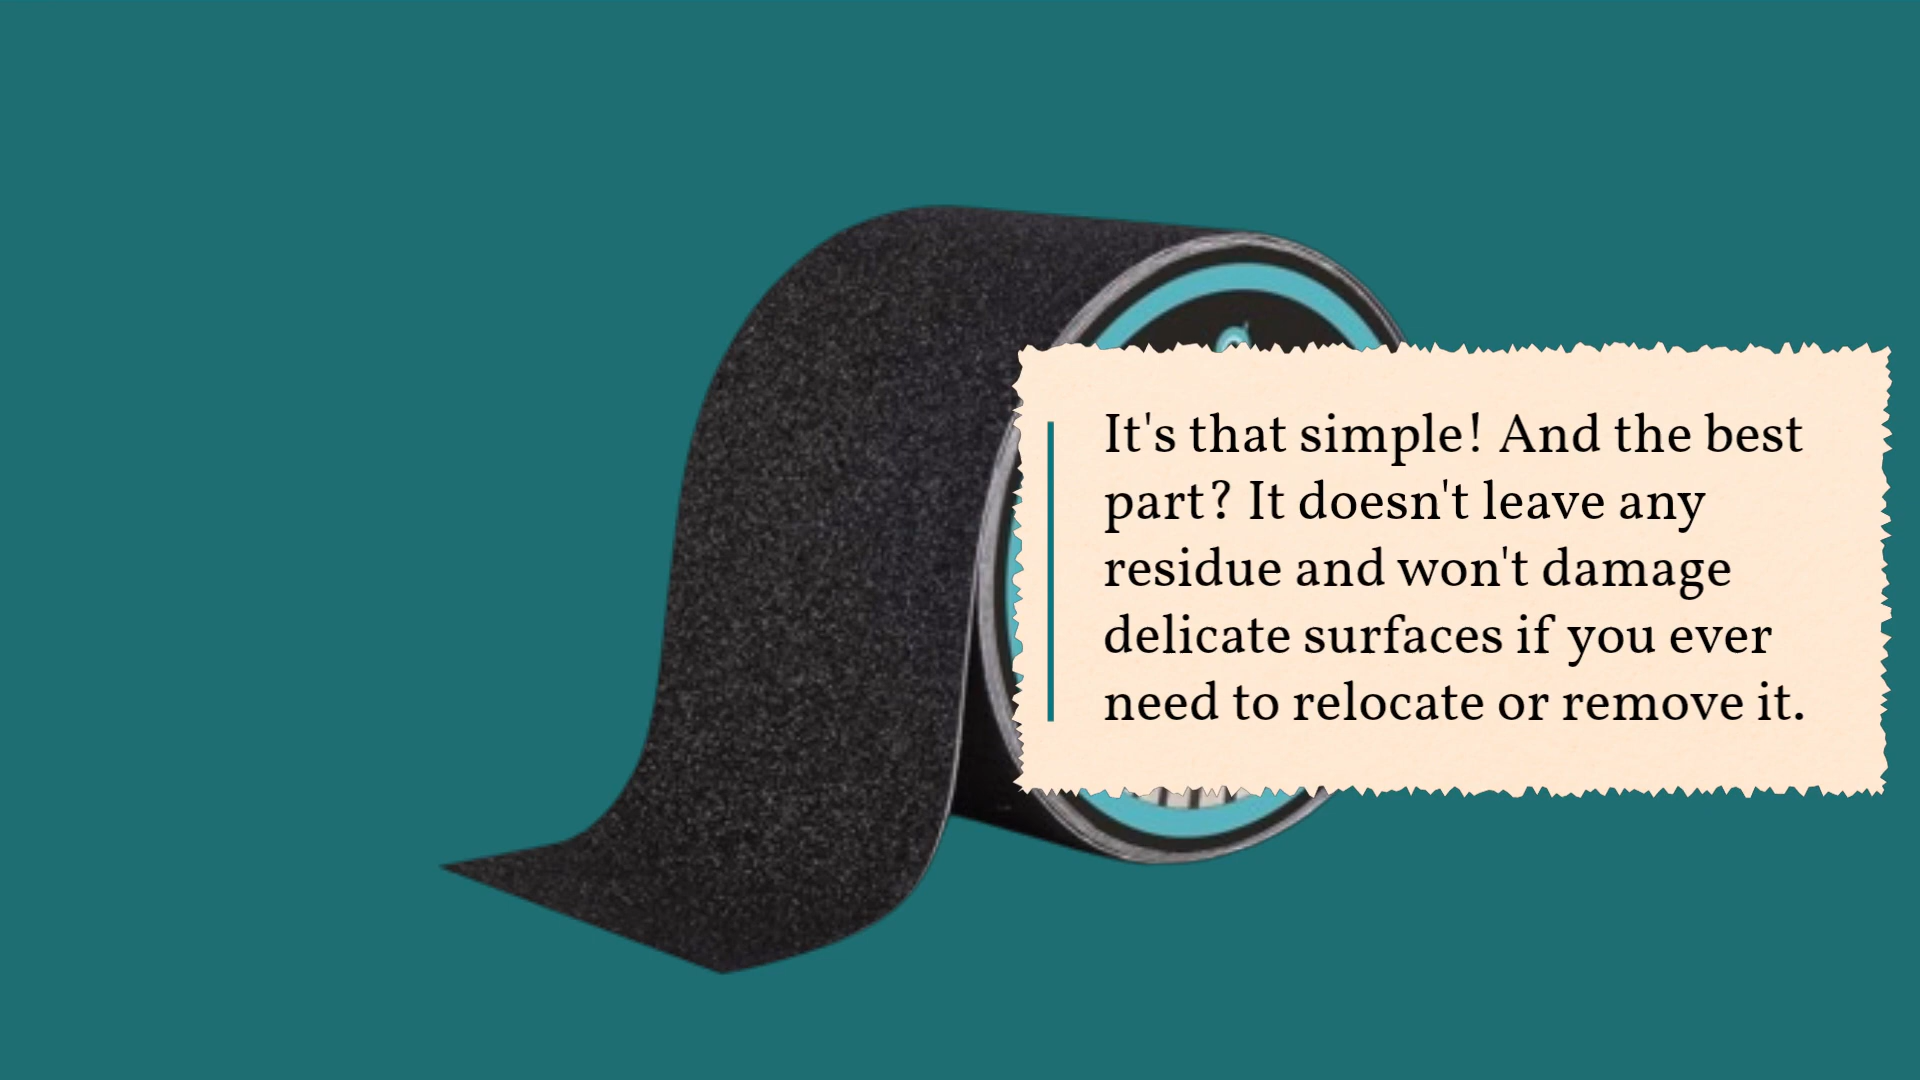 It's that simple! And the best
part? It doesn't leave any
residue and won't damage
delicate surfaces if you ever
need to relocate or remove it.